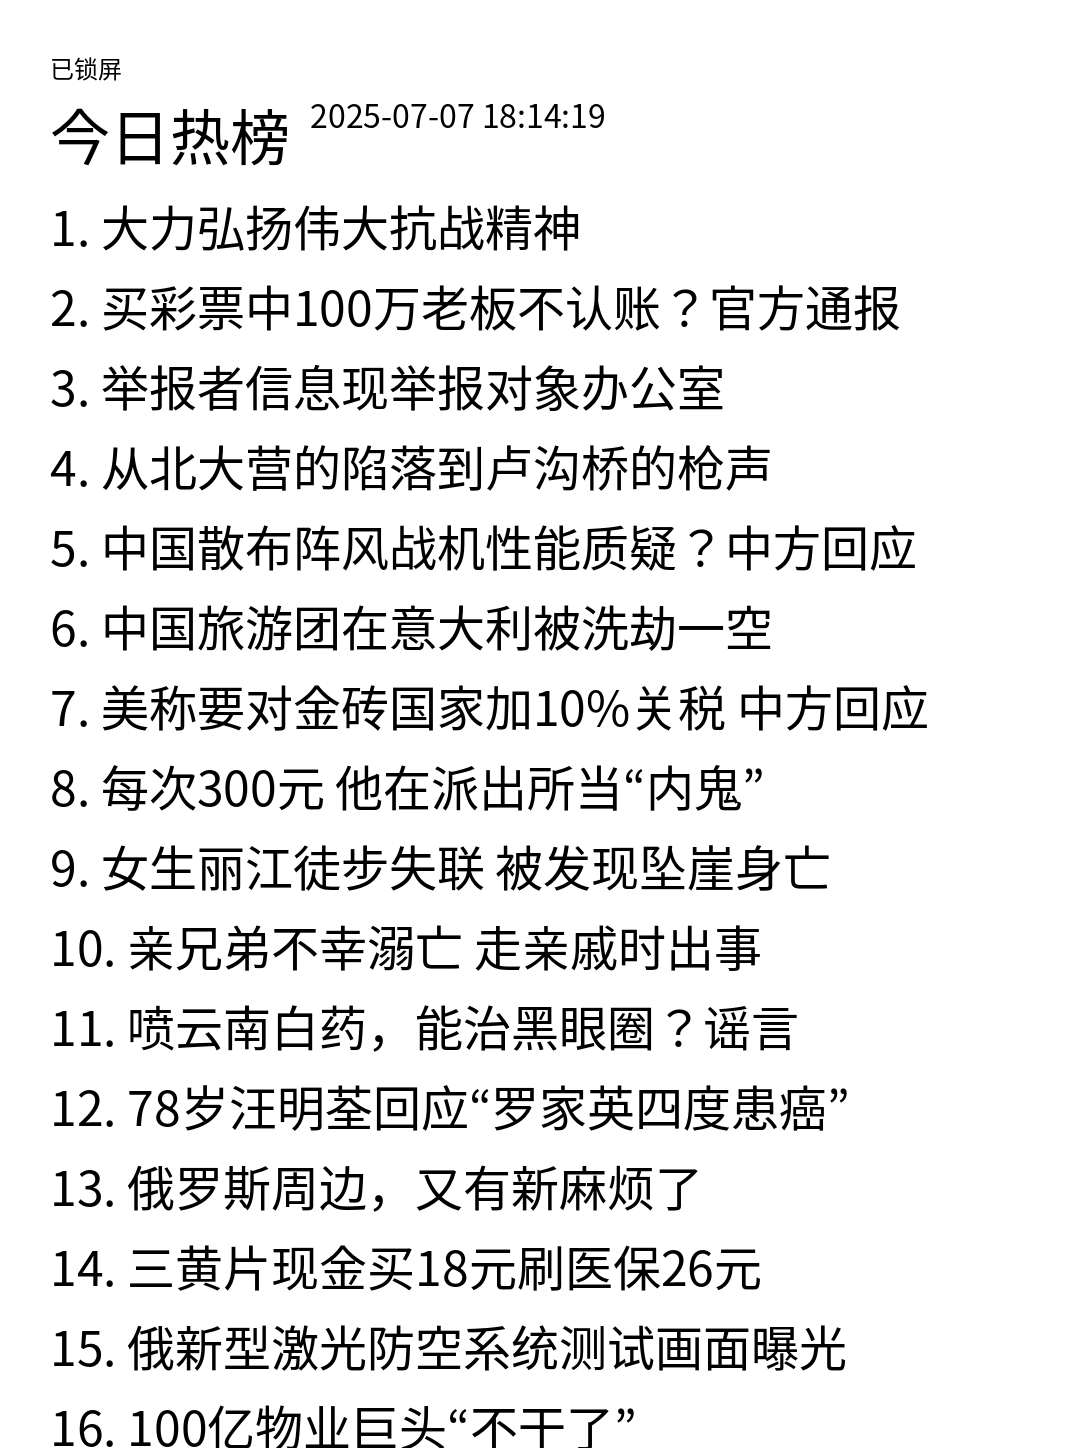 已锁屏
今日热榜 2025-07-07 18:14:19
1. 大力弘扬伟大抗战精神
2. 买彩票中100万老板不认账？官方通报
3. 举报者信息现举报对象办公室
4. 从北大营的陷落到卢沟桥的枪声
5. 中国散布阵风战机性能质疑？中方回应
6. 中国旅游团在意大利被洗劫一空
7. 美称要对金砖国家加10%关税 中方回应
8. 每次300元 他在派出所当“内鬼”
9. 女生丽江徒步失联 被发现坠崖身亡
10. 亲兄弟不幸溺亡 走亲戚时出事
11. 喷云南白药，能治黑眼圈？谣言
12. 78岁汪明荃回应“罗家英四度患癌”
13. 俄罗斯周边，又有新麻烦了
14. 三黄片现金买18元刷医保26元
15. 俄新型激光防空系统测试画面曝光
16. 100亿物业巨头“不干了”